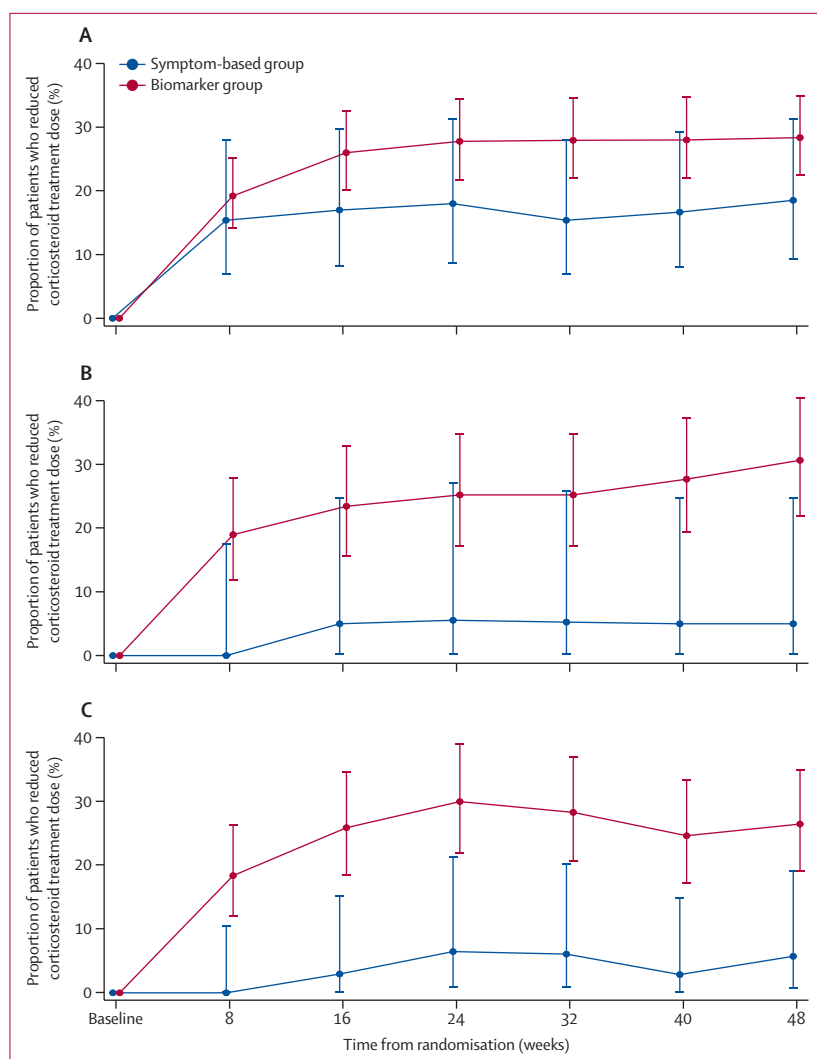 A
Symptom-based group
Biomarker group
Proportion of patients who reduced
corticosteroid treatment dose (%)
40
30
20
10
0
B
Proportion of patients who reduced
corticosteroid treatment dose (%)
40
30
20
10
0
C
Proportion of patients who reduced
corticosteroid treatment dose (%)
40
30
20
10
0
Baseline 8 16 24 32 40 48
Time from randomisation (weeks)